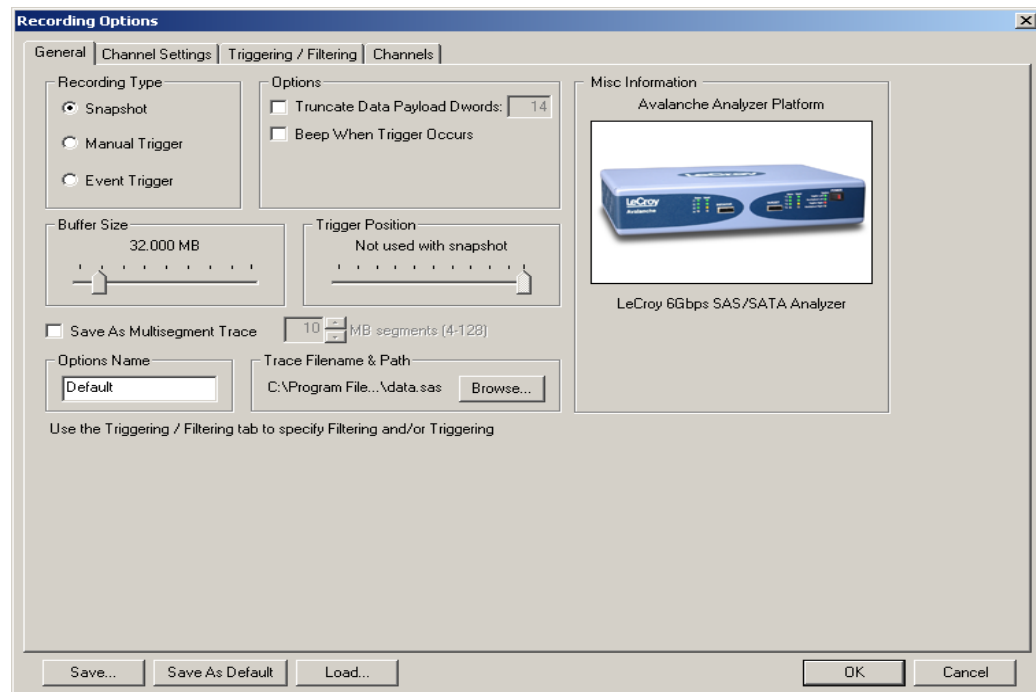 Recording Options
General
Channel Settings
Triggering / Filtering
Channels
Recording Type
Snapshot
Manual Trigger
Event Trigger
Options
Truncate Data Payload Dwords: 14
Beep When Trigger Occurs
Misc Information
Avalanche Analyzer Platform
LeCroy
Avalanche
LeCroy 6Gbps SAS/SATA Analyzer
Buffer Size
32.000 MB
Trigger Position
Not used with snapshot
Save As Multisegment Trace 10 MB segments (4-128)
Options Name
Default
Trace Filename & Path
C:\Program File...\data.sas Browse...
Use the Triggering / Filtering tab to specify Filtering and/or Triggering
Save...
Save As Default
Load...
OK
Cancel